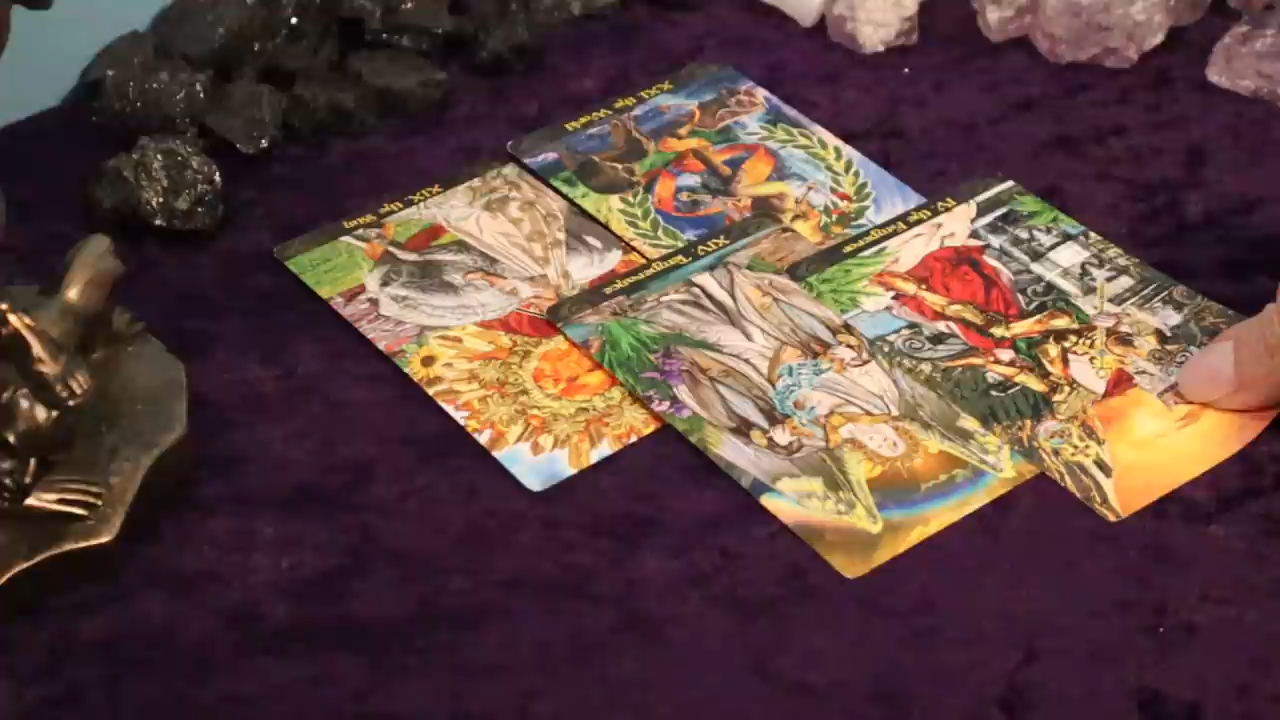 XXI the World
XIX the Sun
XIV Temperance
IV the Emperor